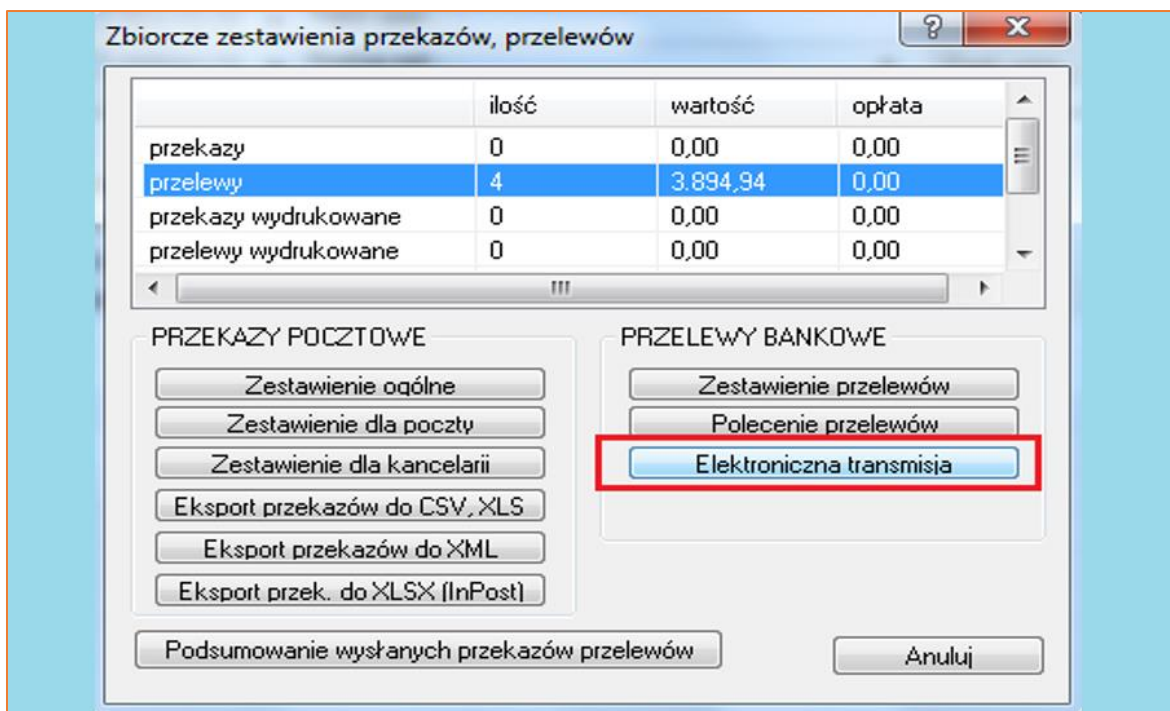 Zbiorcze zestawienia przekazów, przelewów
ilość wartość opłata
przekazy 0 0,00 0,00
przelewy 4 3.894,94 0,00
przekazy wydrukowane 0 0,00 0,00
przelewy wydrukowane 0 0,00 0,00
PRZEKAZY POCZTOWE
Zestawienie ogólne
Zestawienie dla poczty
Zestawienie dla kancelarii
Eksport przekazów do CSV, XLS
Eksport przekazów do XML
Eksport przek. do XLSX (InPost)
PRZELEWY BANKOWE
Zestawienie przelewów
Polecenie przelewów
Elektroniczna transmisja
Podsumowanie wysłanych przekazów przelewów
Anuluj